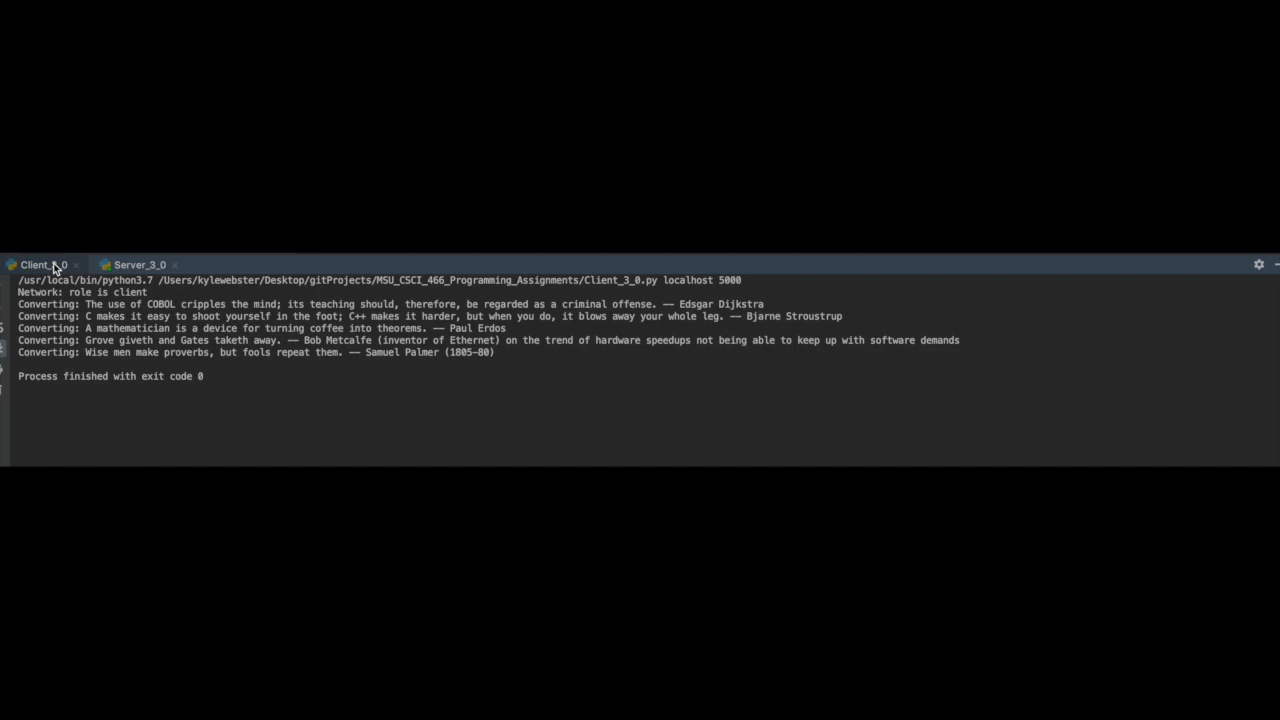 Client_3_0 Server_3_0
/usr/local/bin/python3.7 /Users/kylewebster/Desktop/gitProjects/MSU_CSCI_466_Programming_Assignments/Client_3_0.py localhost 5000
Network: role is client
Converting: The use of COBOL cripples the mind; its teaching should, therefore, be regarded as a criminal offense. -- Edsgar Dijkstra
Converting: C makes it easy to shoot yourself in the foot; C++ makes it harder, but when you do, it blows away your whole leg. -- Bjarne Stroustrup
Converting: A mathematician is a device for turning coffee into theorems. -- Paul Erdos
Converting: Grove giveth and Gates taketh away. -- Bob Metcalfe (inventor of Ethernet) on the trend of hardware speedups not being able to keep up with software demands
Converting: Wise men make proverbs, but fools repeat them. -- Samuel Palmer (1805-80)
Process finished with exit code 0